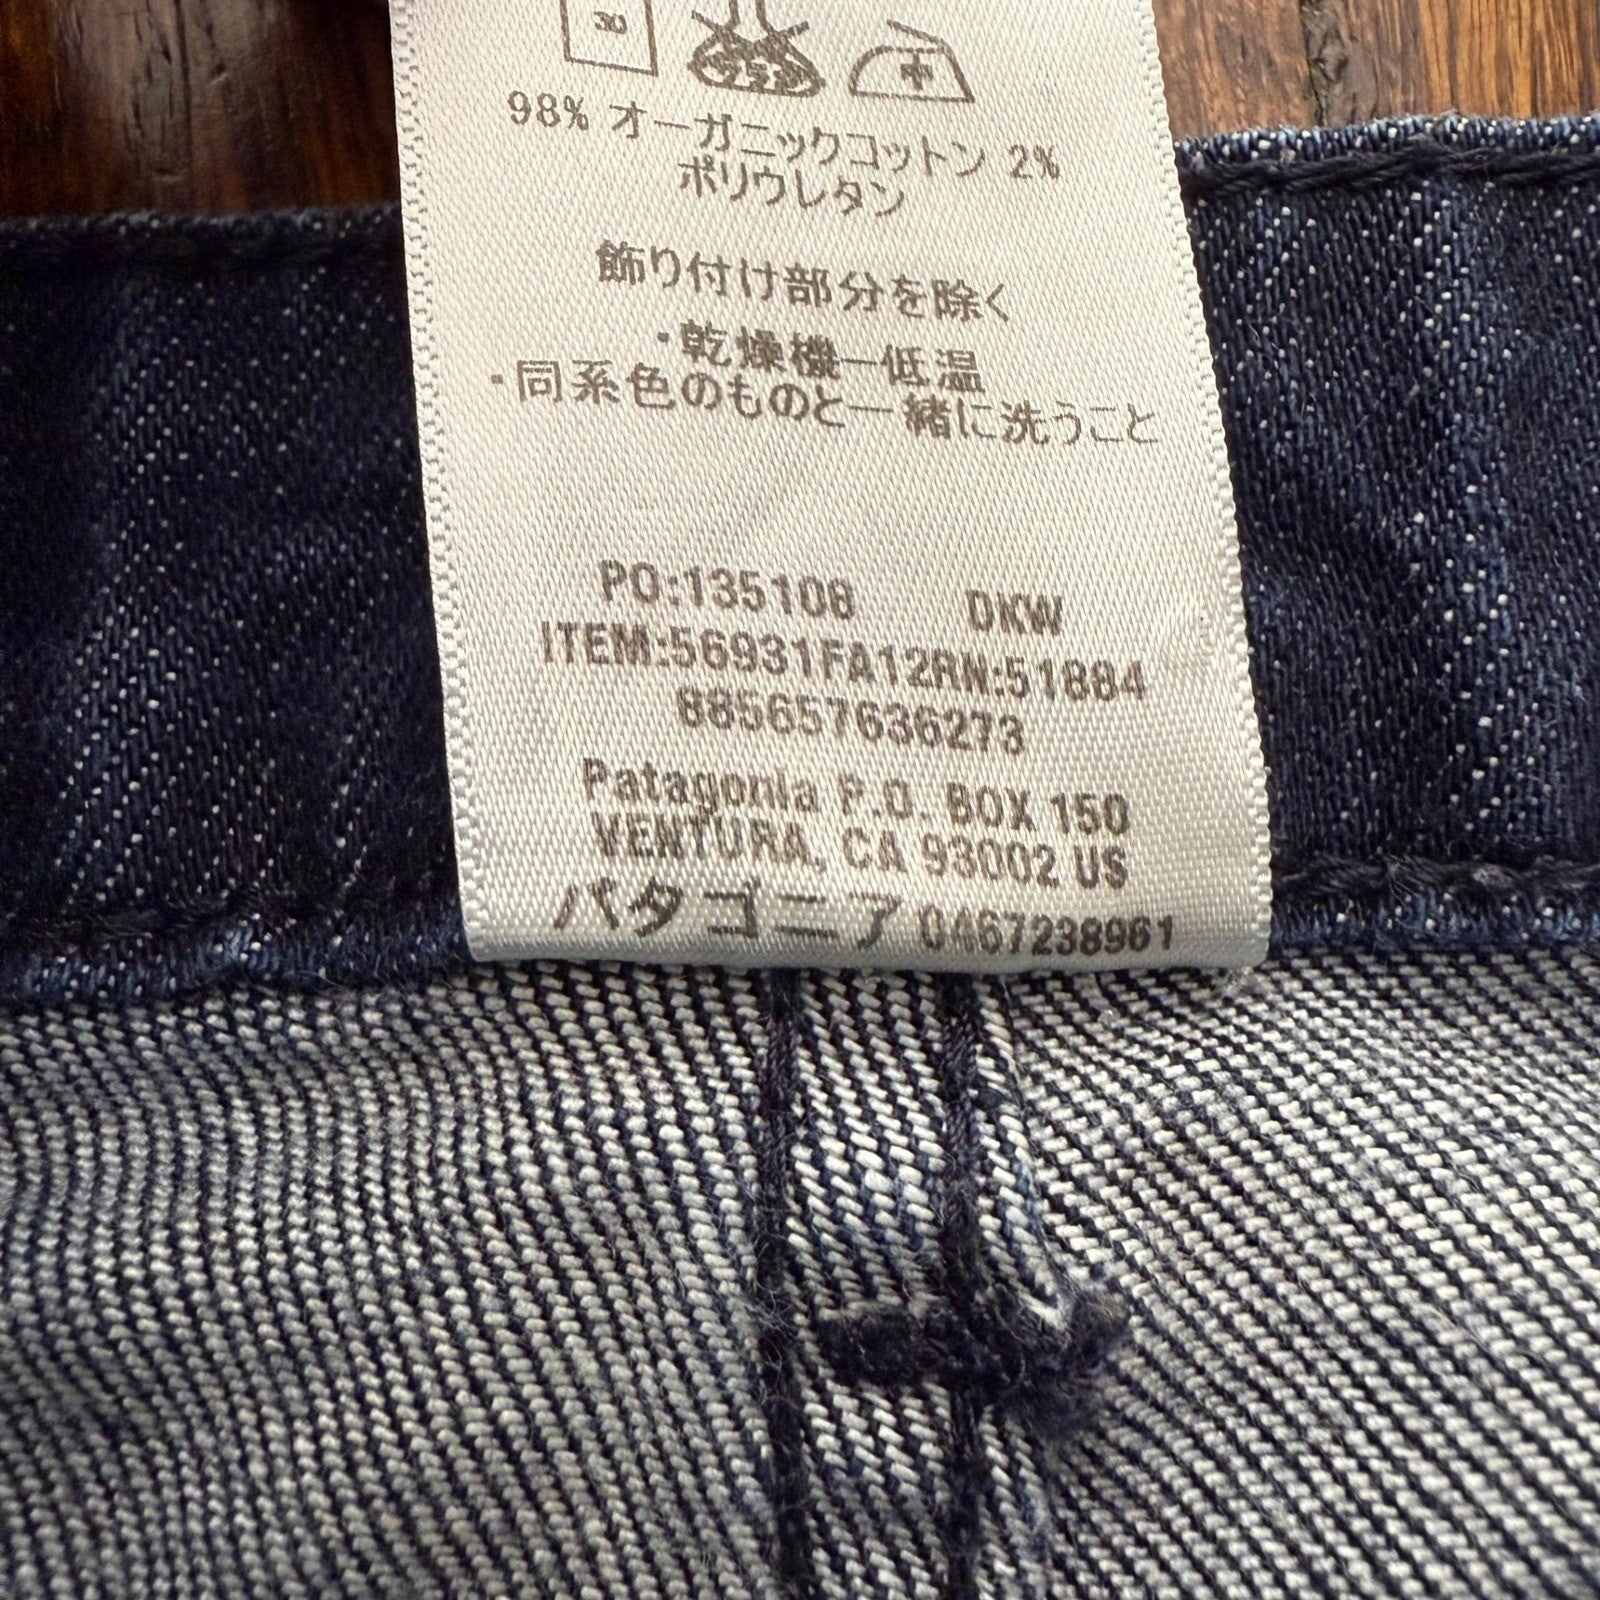 30
中
98% オーガニックコットン 2%
ポリウレタン
飾り付け部分を除く
・乾燥機ー低温
・同系色のものと一緒に洗うこと
PO:135108 DKW
ITEM:56931FA12RN:51884
885657636273
Patagonia P.O. BOX 150
VENTURA, CA 93002 US
パタゴニア 0467238961